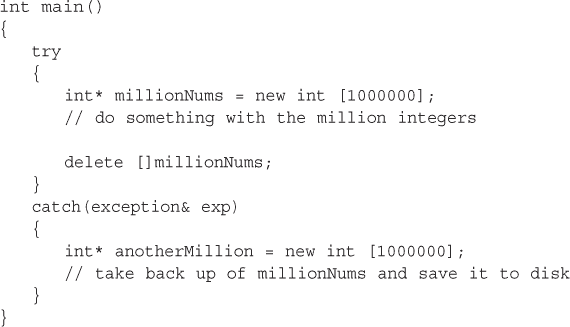 int main()
{
try
{
int* millionNums = new int [1000000];
// do something with the million integers
delete []millionNums;
}
catch(exception& exp)
{
int* anotherMillion = new int [1000000];
// take back up of millionNums and save it to disk
}
}